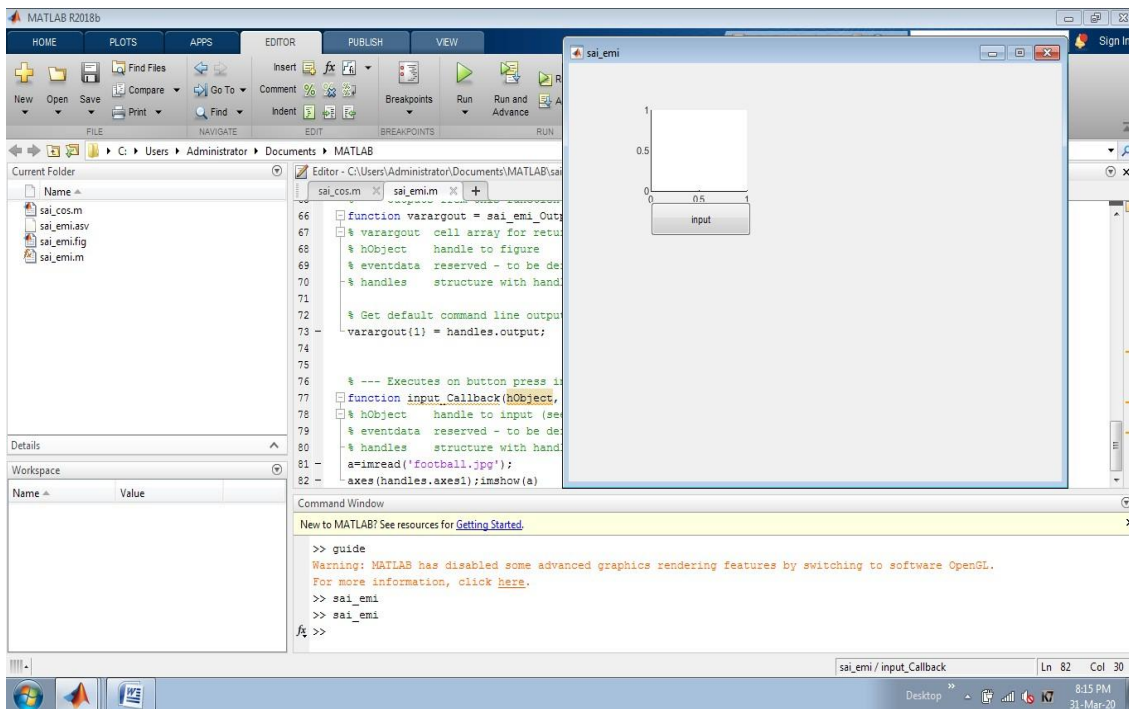 MATLAB R2018b
HOME PLOTS APPS EDITOR PUBLISH VIEW
Sign In
New Open Save
Find Files
Compare
Print
Go To
Find
Insert fx
Comment
Indent
Breakpoints
Run
Run and Advance
FILE NAVIGATE EDIT BREAKPOINTS RUN
C: Users Administrator Documents MATLAB
Current Folder
Name
sai_cos.m
sai_emi.asv
sai_emi.fig
sai_emi.m
Details
Workspace
Name Value
Editor - C:\Users\Administrator\Documents\MATLAB\sai
sai_cos.m sai_emi.m +
66 function varargout = sai_emi_Outp
67 % varargout cell array for retu
68 % hObject handle to figure
69 % eventdata reserved - to be de
70 % handles structure with hand
71
72 % Get default command line outpu
73 - varargout{1} = handles.output;
74
75
76 % --- Executes on button press i
77 function input_Callback(hObject,
78 % hObject handle to input (see
79 % eventdata reserved - to be de
80 % handles structure with hand
81 - a=imread('football.jpg');
82 - axes(handles.axes1);imshow(a)
sai_emi
1
0.5
0
0 0.5 1
input
Command Window
New to MATLAB? See resources for Getting Started.
>> guide
Warning: MATLAB has disabled some advanced graphics rendering features by switching to software OpenGL.
For more information, click here.
>> sai_emi
>> sai_emi
fx >>
sai_emi / input_Callback Ln 82 Col 30
Desktop
8:15 PM
31-Mar-20